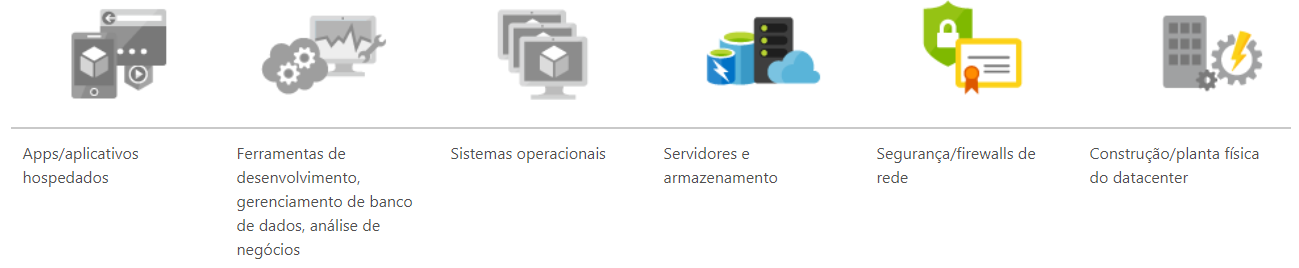 Apps/aplicativos
hospedados
Ferramentas de
desenvolvimento,
gerenciamento de banco
de dados, análise de
negócios
Sistemas operacionais
Servidores e
armazenamento
Segurança/firewalls de
rede
Construção/planta física
do datacenter